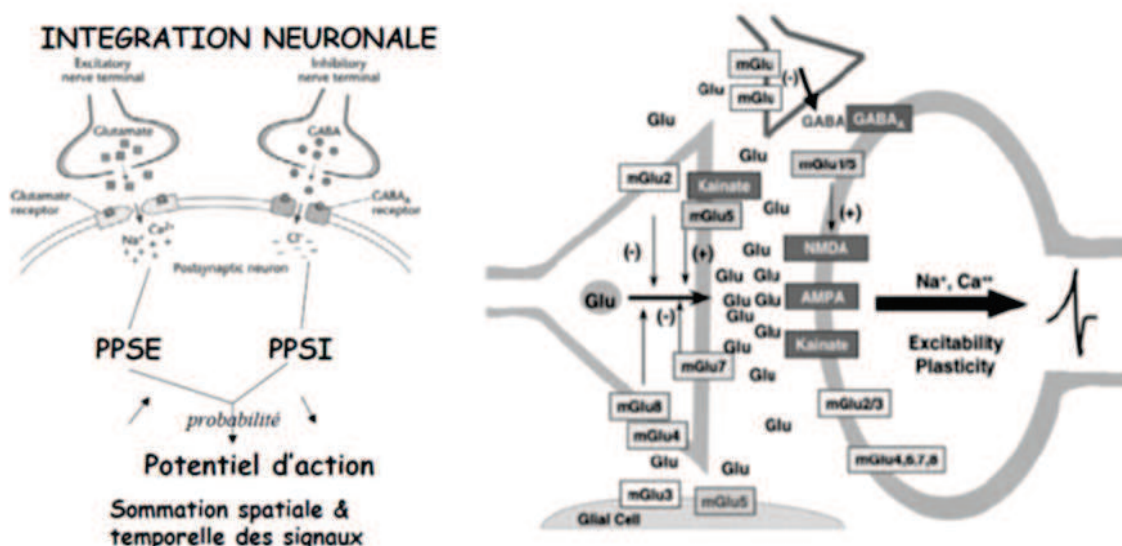 INTEGRATION NEURONALE
Excitatory
nerve terminal
Inhibitory
nerve terminal
Glutamate
GABA
Glutamate
receptor
GABAA
receptor
Na+
Ca2+
Cl-
Postsynaptic neuron
PPSE
PPSI
probabilité
Potentiel d'action
Sommation spatiale &
temporelle des signaux
mGlu
(-)
mGlu
Glu
Glu
GABA
GABAA
Glu
mGlu1/5
mGlu2
Kainate
mGlu5
Glu
(+)
(-)
(+)
Glu
NMDA
Glu
Glu
Glu
Glu
Glu
AMPA
Na+, Ca++
(-)
Glu
Glu
Kainate
Excitability
Plasticity
Glu
mGlu7
Glu
mGlu8
mGlu4
mGlu2/3
Glu
mGlu4,6,7,8
Glu
Glu
mGlu3
mGlu5
Glial Cell